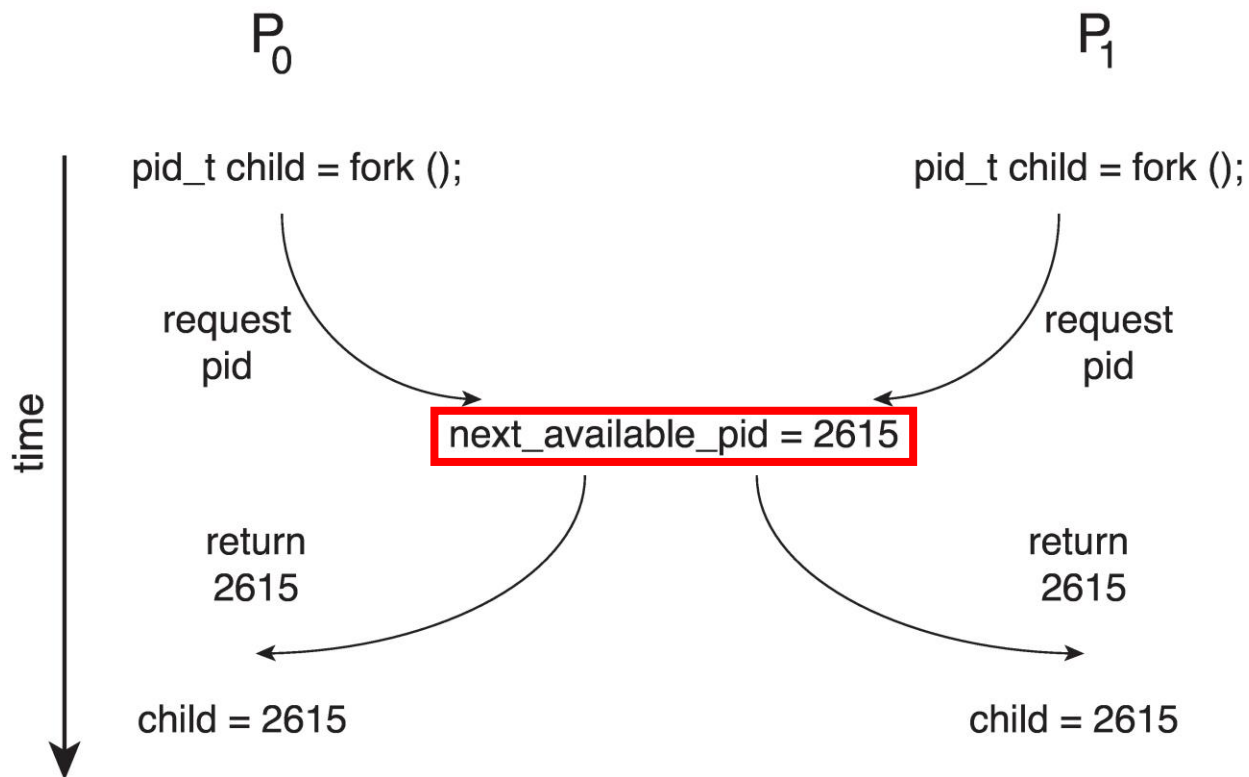 P0 P1
pid_t child = fork (); pid_t child = fork ();
request request
pid pid
time
next_available_pid = 2615
return return
2615 2615
child = 2615 child = 2615